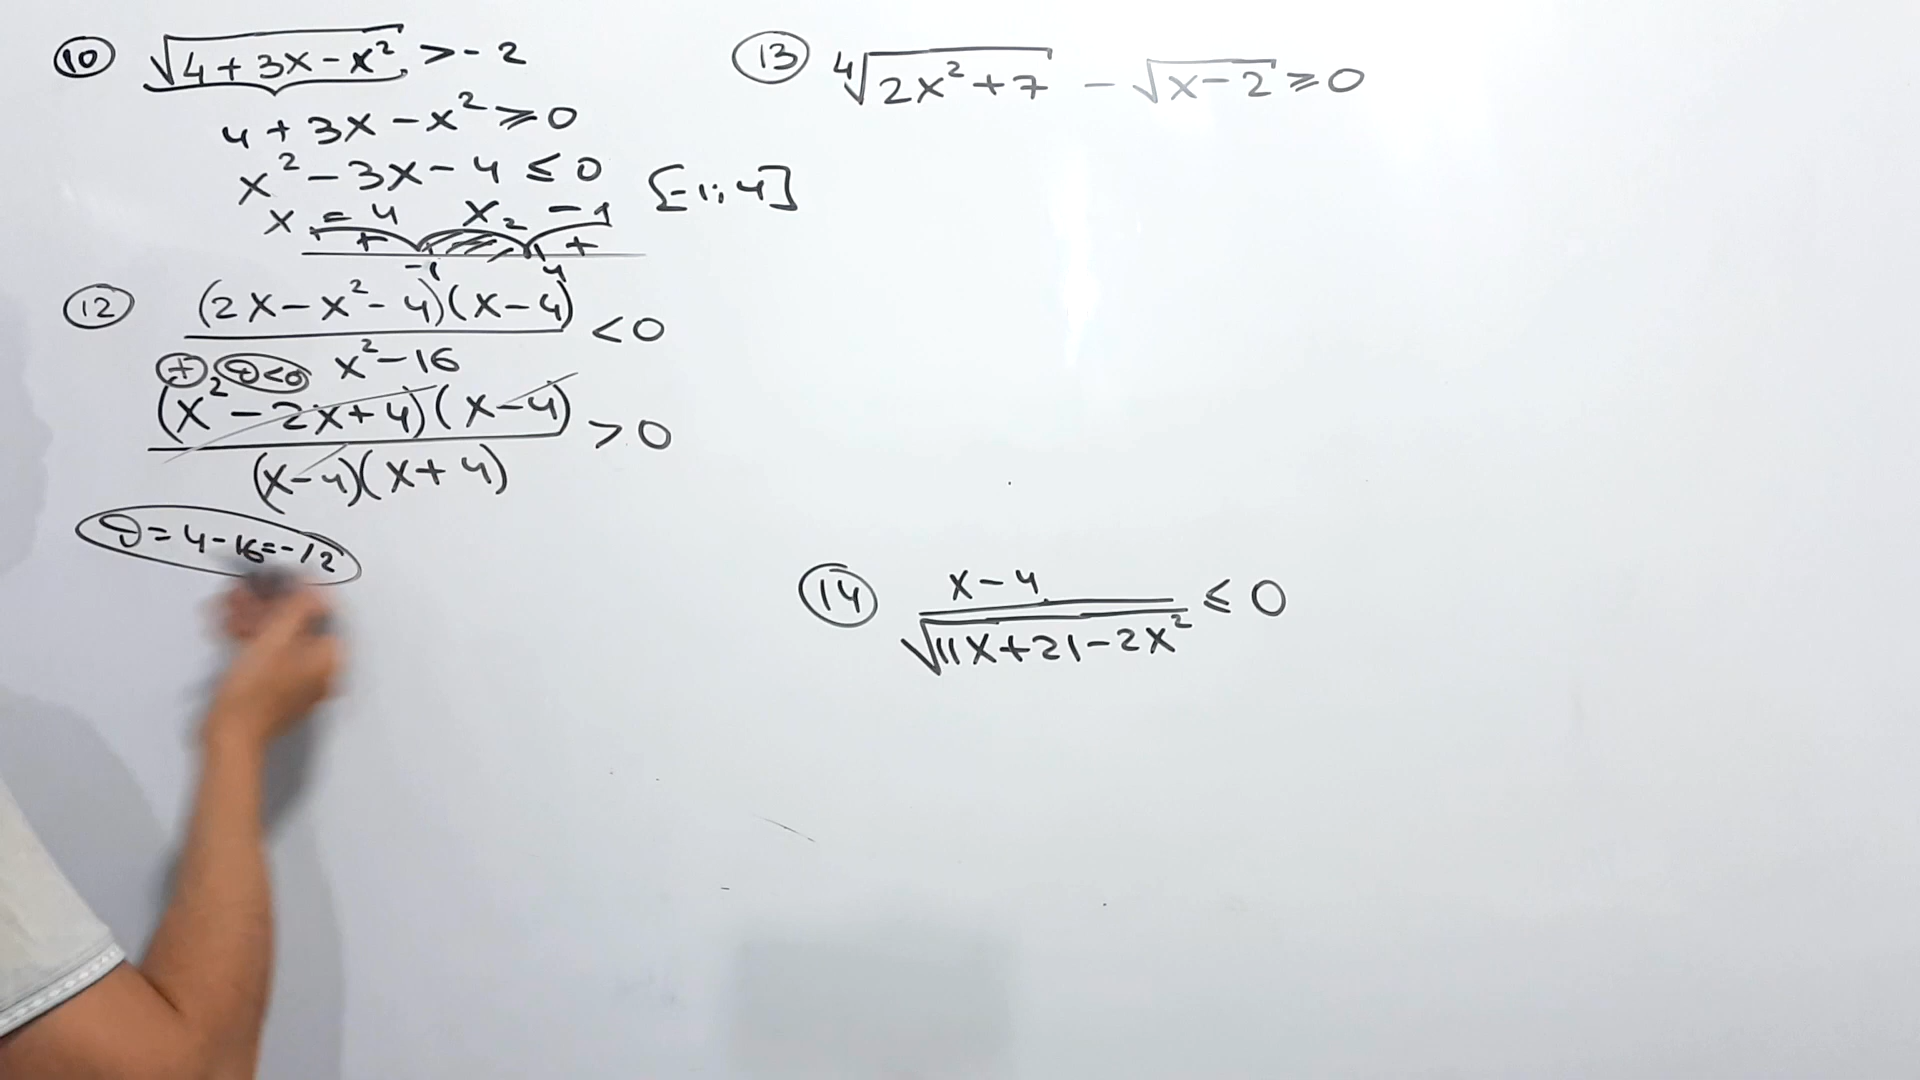 ⑩ √(4+3x-x²) > -2
4+3x-x² ⩾ 0
x²-3x-4 ≤ 0 [-1; 4]
x = 4 x₂ -1
+ +
-1 4
⑫ (2x-x²-4)(x-4) / x²-16 < 0
+ D<0
(x²-2x+4)(x-4) / (x-4)(x+4) > 0
D=4-16=-12
⑬ ⁴√(2x²+7) - √(x-2) ⩾ 0
⑭ x-4 / √(11x+21-2x²) ⩽ 0